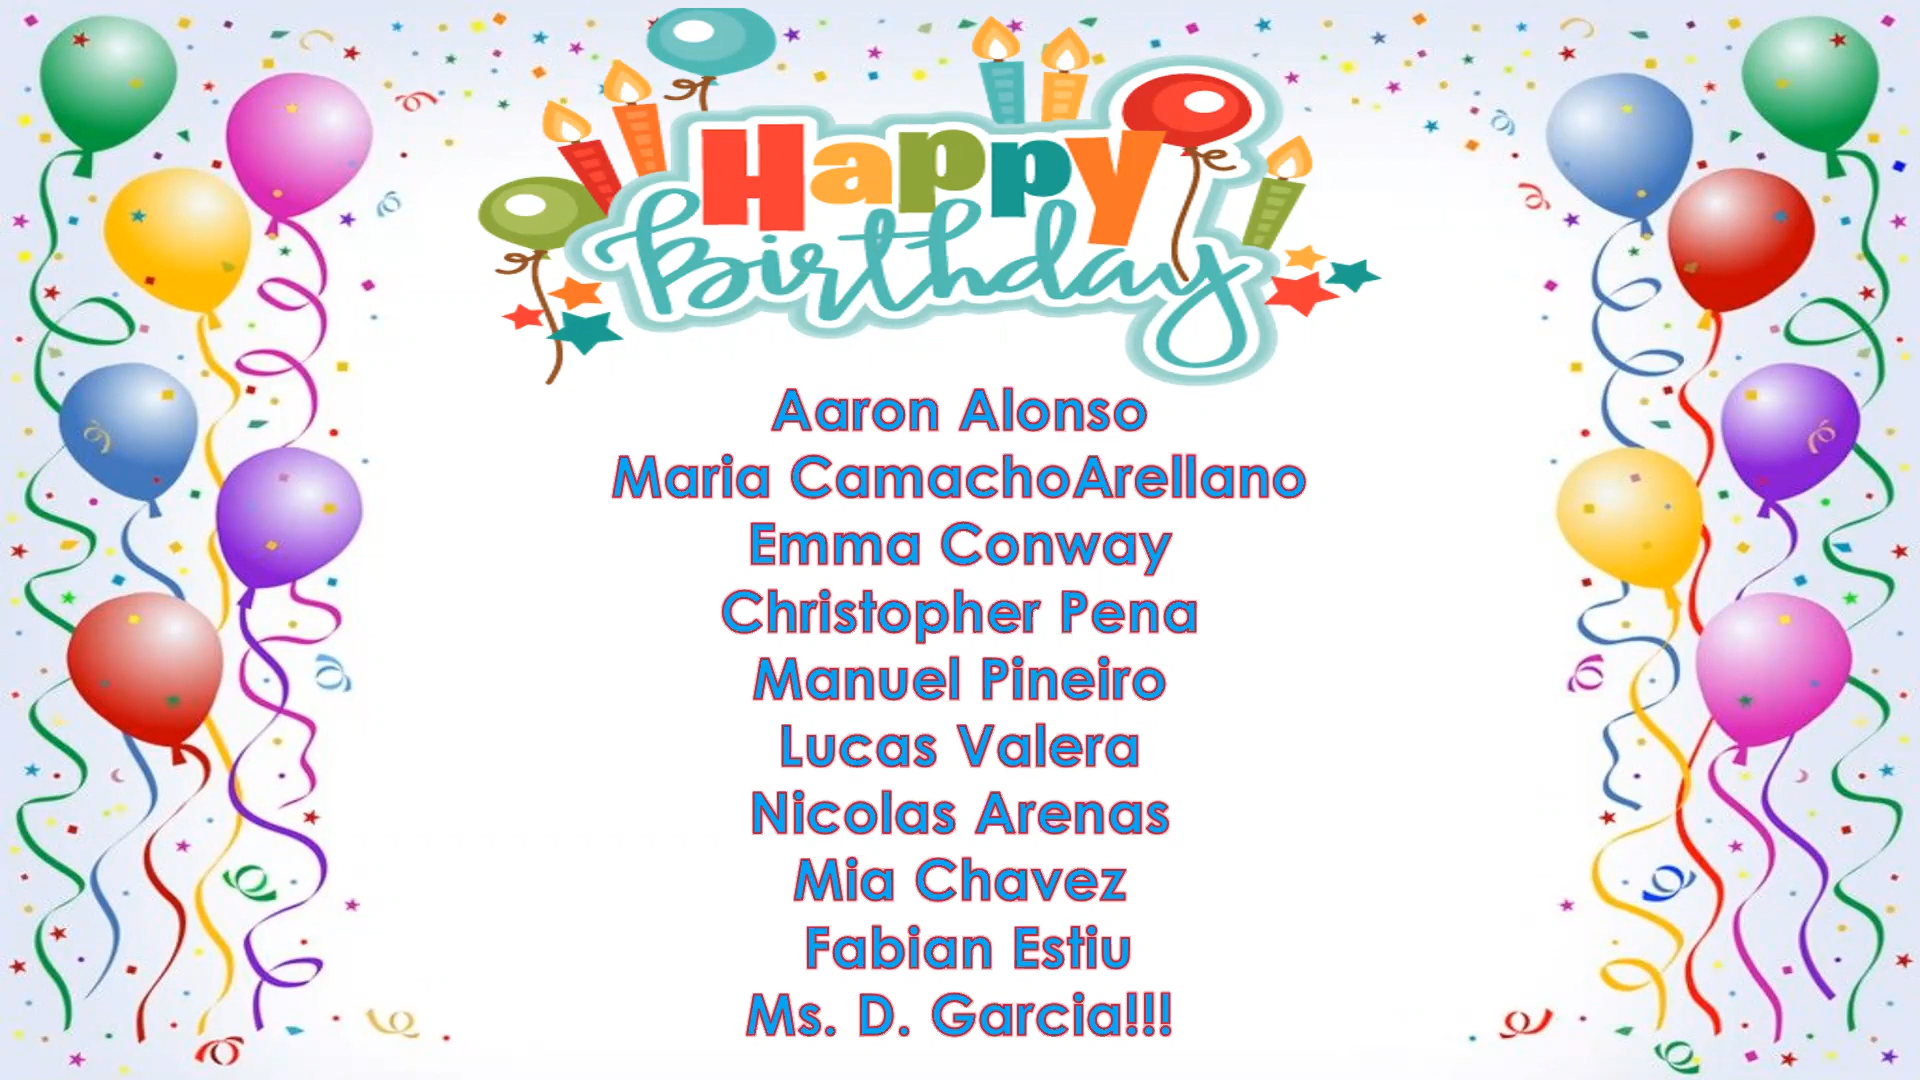 Happy
Birthday
Aaron Alonso
Maria CamachoArellano
Emma Conway
Christopher Pena
Manuel Pineiro
Lucas Valera
Nicolas Arenas
Mia Chavez
Fabian Estiu
Ms. D. Garcia!!!